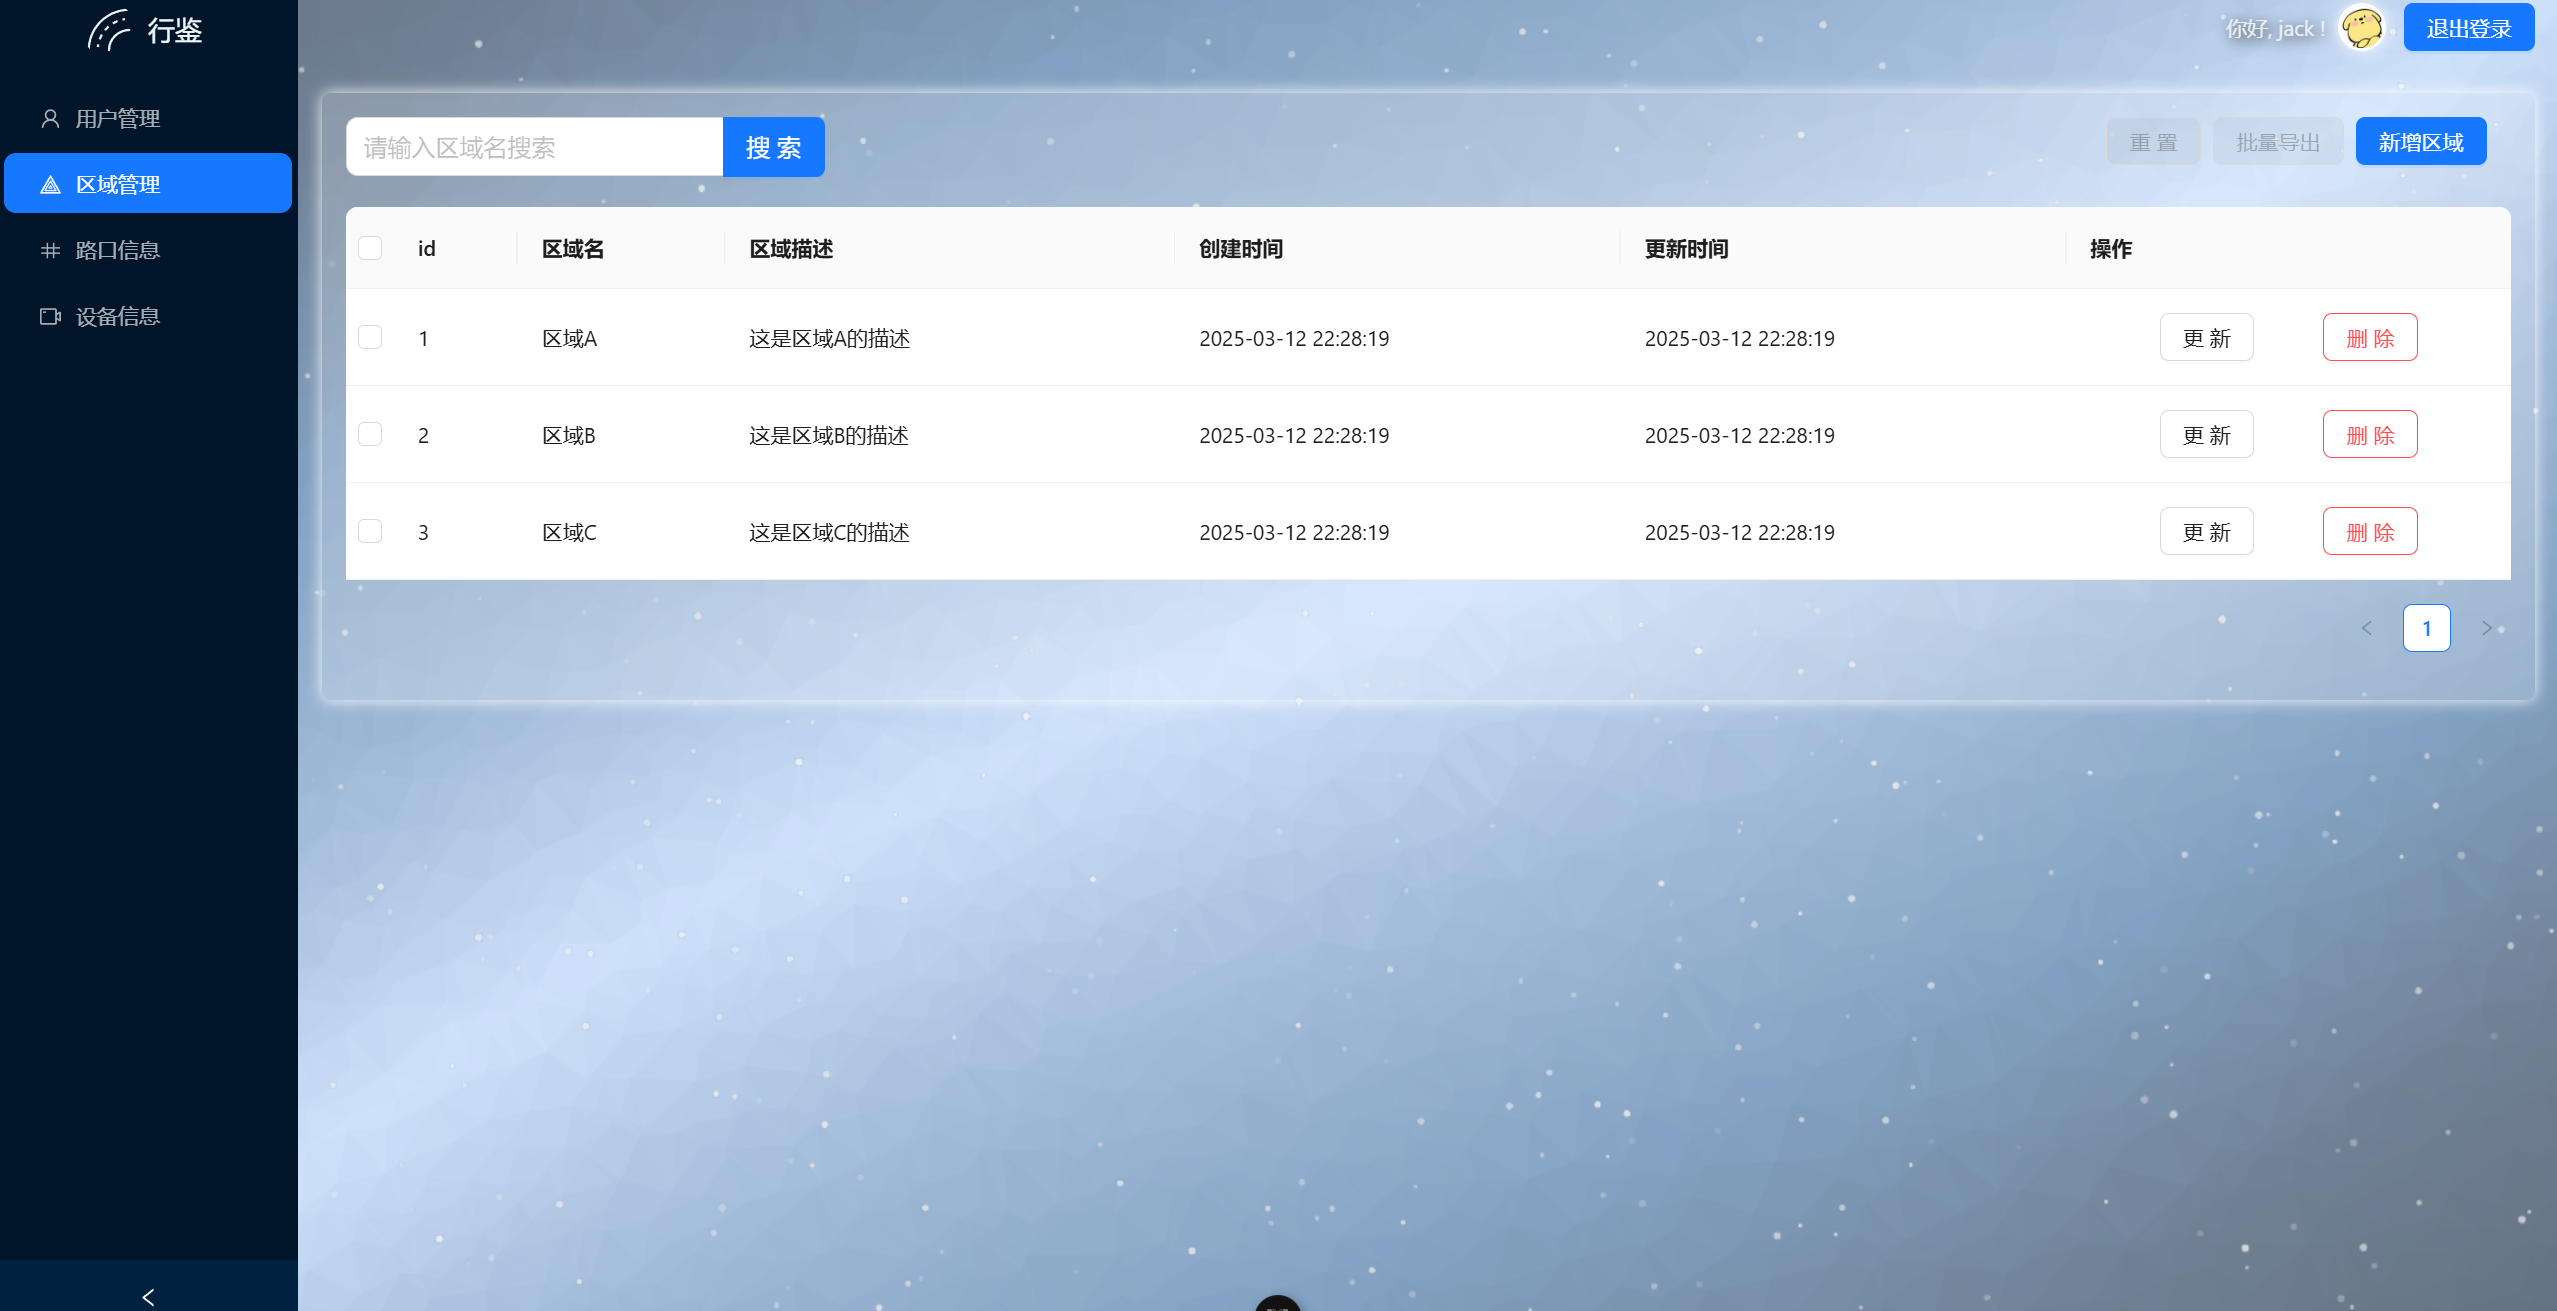 行鉴
用户管理
区域管理
路口信息
设备信息
你好, jack !
退出登录
请输入区域名搜索
搜 索
重 置
批量导出
新增区域
id 区域名 区域描述 创建时间 更新时间 操作
1 区域A 这是区域A的描述 2025-03-12 22:28:19 2025-03-12 22:28:19 更 新 删 除
2 区域B 这是区域B的描述 2025-03-12 22:28:19 2025-03-12 22:28:19 更 新 删 除
3 区域C 这是区域C的描述 2025-03-12 22:28:19 2025-03-12 22:28:19 更 新 删 除
1